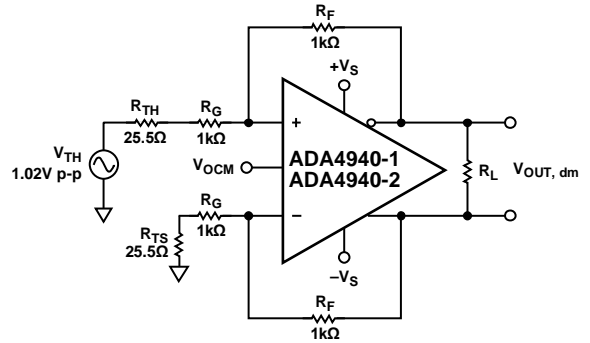 R_F
1kΩ
+V_S
R_TH
25.5Ω
R_G
1kΩ
V_TH
1.02V p-p
+
V_OCM
ADA4940-1
ADA4940-2
R_L
V_OUT, dm
R_G
1kΩ
–
R_TS
25.5Ω
–V_S
R_F
1kΩ